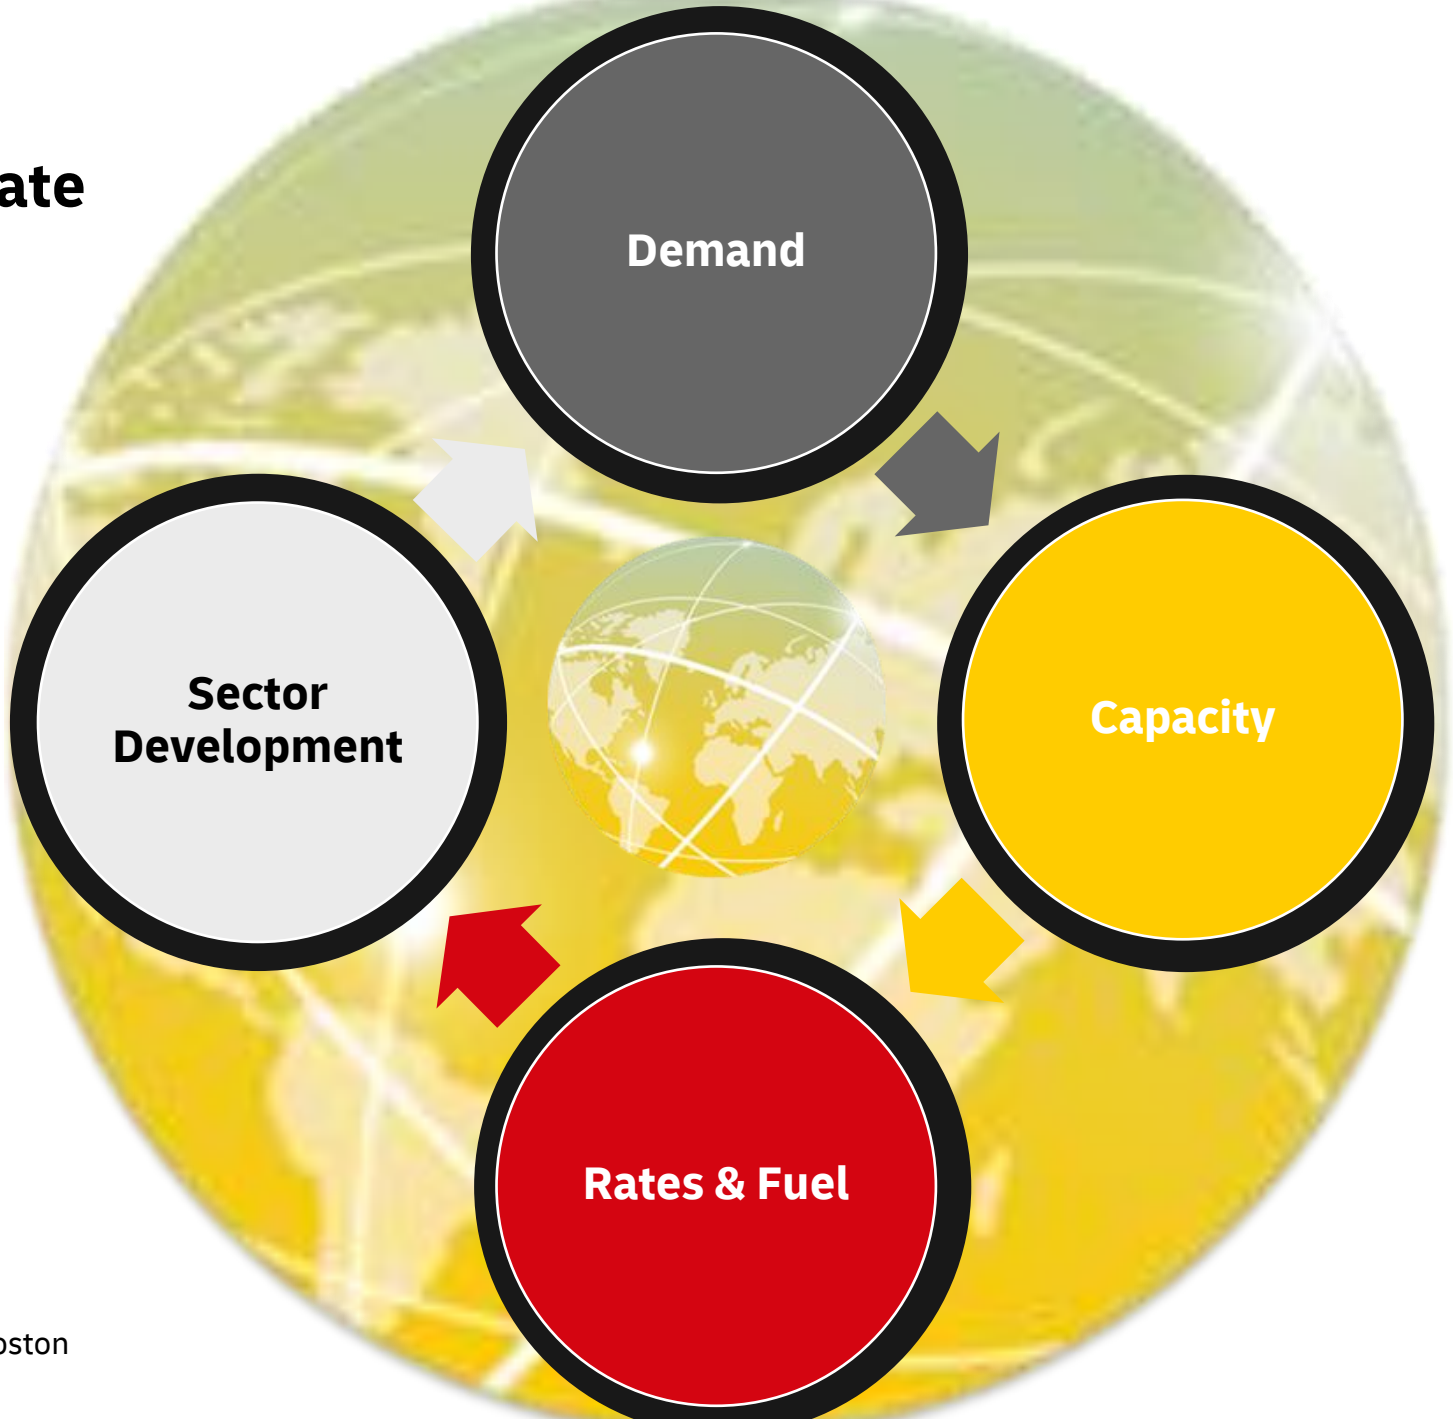 ate
Demand
Sector
Development
Capacity
Rates & Fuel
oston